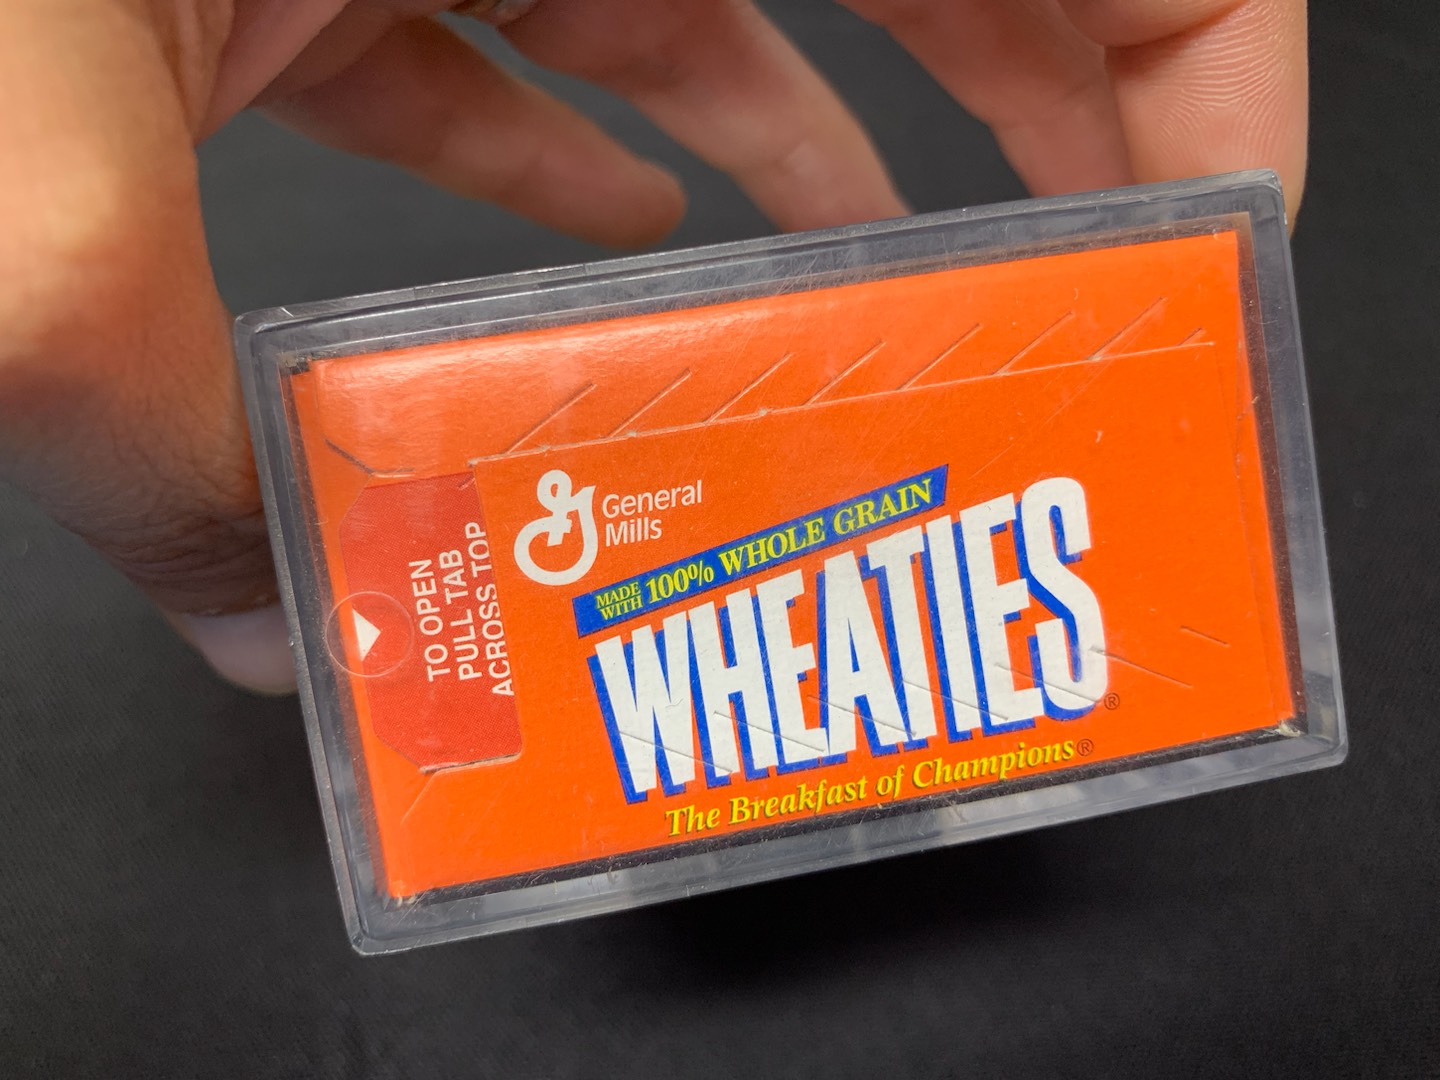 TO OPEN
PULL TAB
ACROSS TOP
General
Mills
MADE
WITH 100% WHOLE GRAIN
WHEATIES®
The Breakfast of Champions®